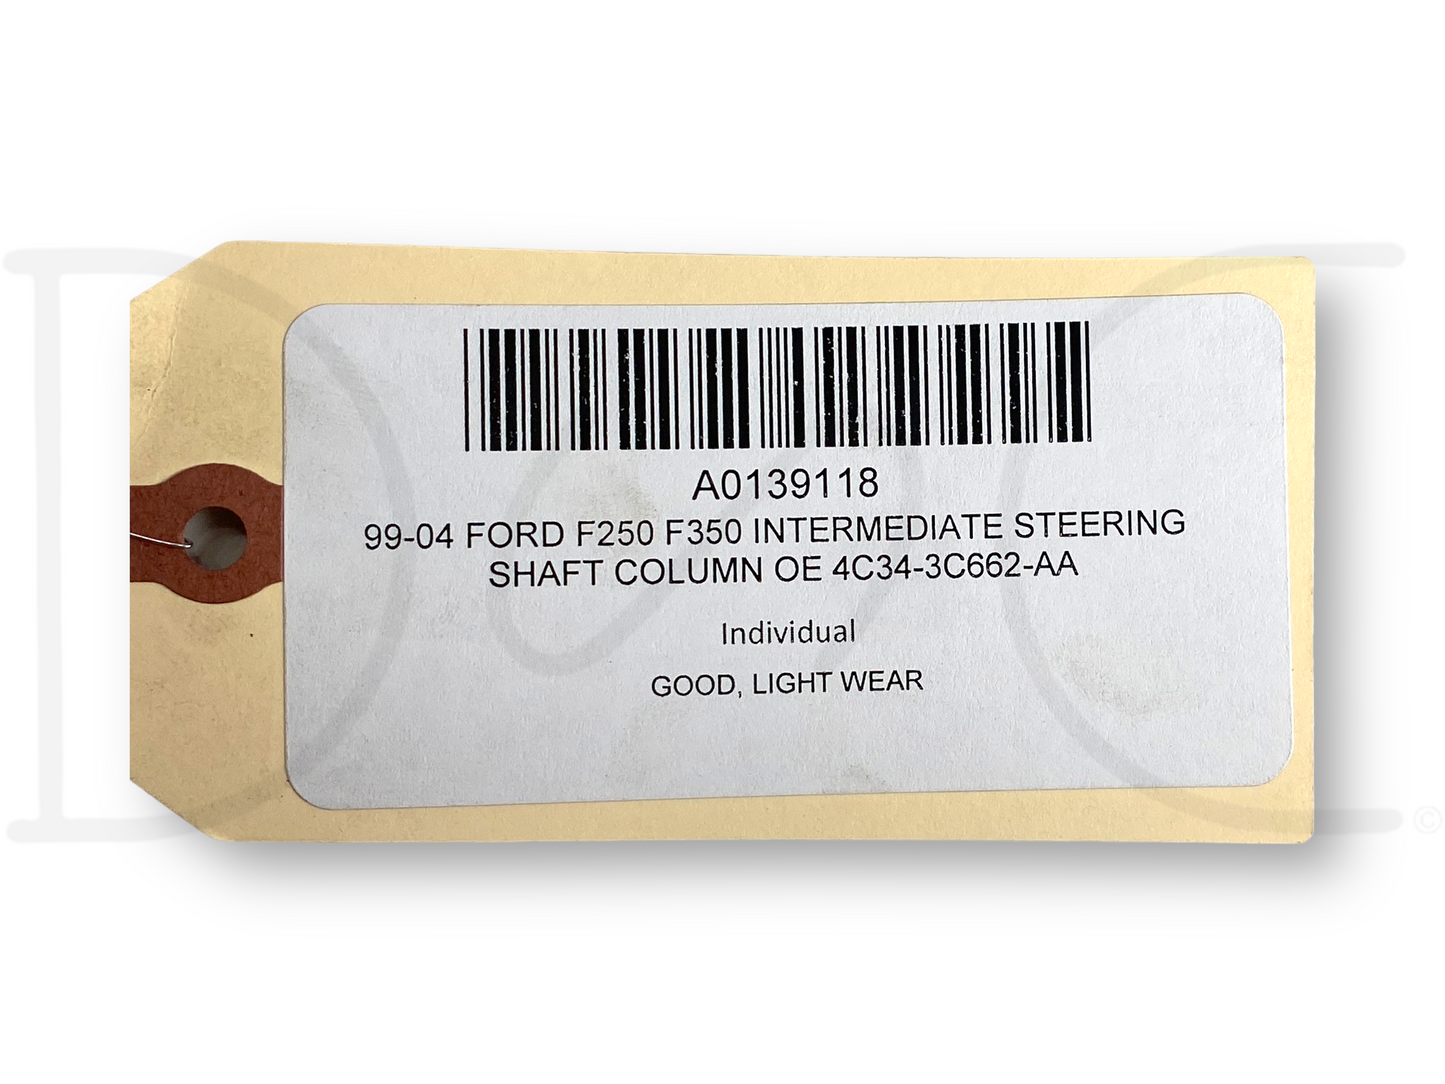 A0139118
99-04 FORD F250 F350 INTERMEDIATE STEERING
SHAFT COLUMN OE 4C34-3C662-AA
Individual
GOOD, LIGHT WEAR
D&C ©